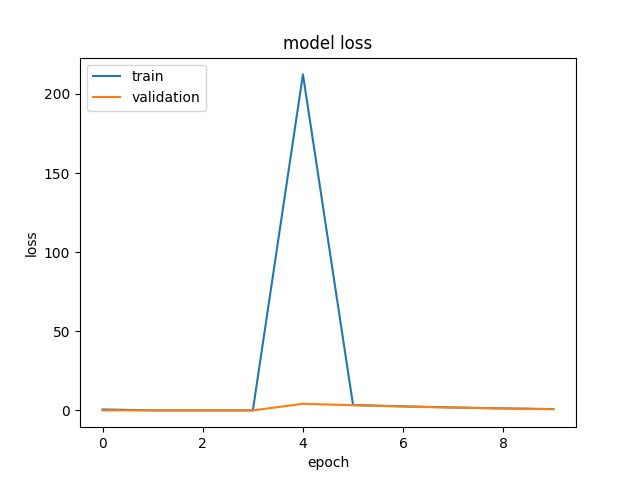 model loss
train
validation
200
150
100
50
0
loss
0 2 4 6 8
epoch